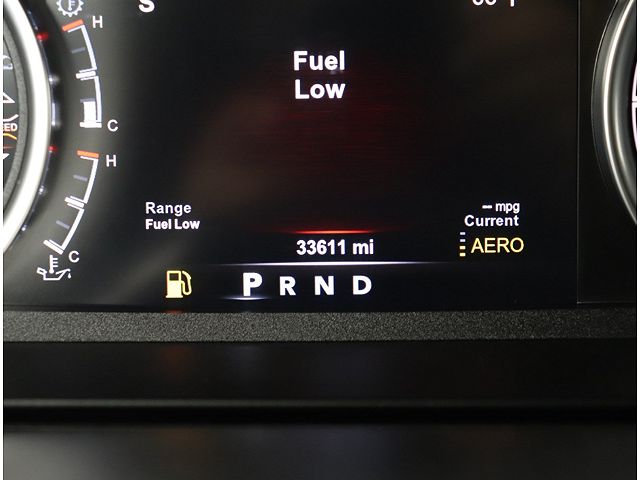 S
H
Fuel
Low
C
H
Range
Fuel Low
-- mpg
Current
33611 mi
AERO
C
P R N D